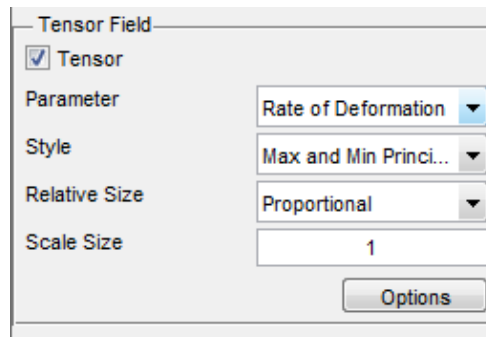 Tensor Field
Tensor
Parameter Rate of Deformation
Style Max and Min Princi...
Relative Size Proportional
Scale Size 1
Options